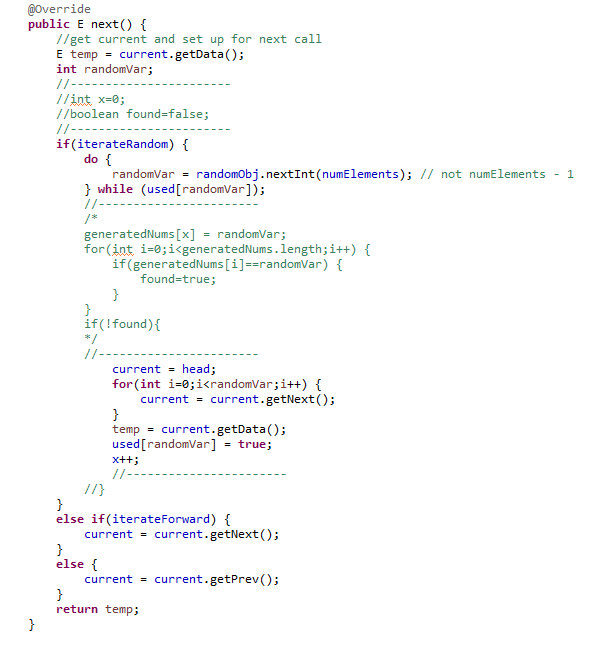 @Override
public E next() {
    //get current and set up for next call
    E temp = current.getData();
    int randomVar;
    //-----------------------
    //int x=0;
    //boolean found=false;
    //-----------------------
    if(iterateRandom) {
        do {
            randomVar = randomObj.nextInt(numElements); // not numElements - 1
        } while (used[randomVar]);
        //-----------------------
        /*
        generatedNums[x] = randomVar;
        for(int i=0;i<generatedNums.length;i++) {
            if(generatedNums[i]==randomVar) {
                found=true;
            }
        }
        if(!found){
        */
        //-----------------------
            current = head;
            for(int i=0;i<randomVar;i++) {
                current = current.getNext();
            }
            temp = current.getData();
            used[randomVar] = true;
            x++;
            //-----------------------
        //}
    }
    else if(iterateForward) {
        current = current.getNext();
    }
    else {
        current = current.getPrev();
    }
    return temp;
}